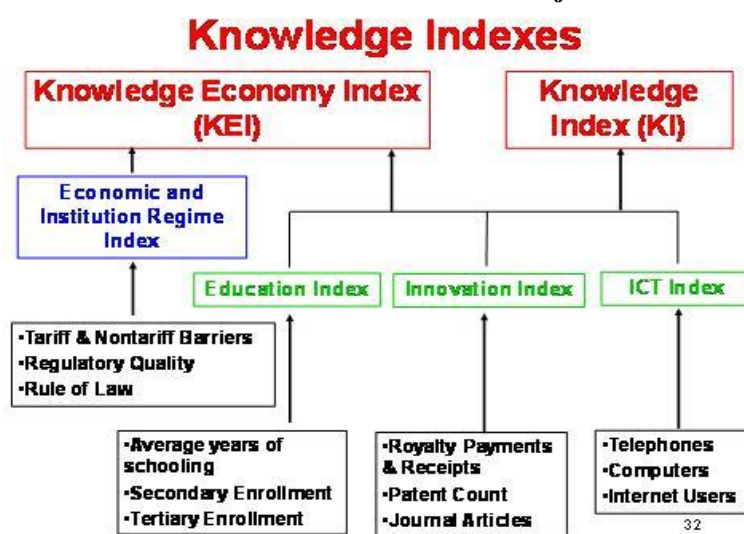 Knowledge Indexes
Knowledge Economy Index
(KEI)
Knowledge
Index (KI)
Economic and
Institution Regime
Index
Education Index
Innovation Index
ICT Index
•Tariff & Nontariff Barriers
•Regulatory Quality
•Rule of Law
•Average years of
schooling
•Secondary Enrollment
•Tertiary Enrollment
•Royalty Payments
& Receipts
•Patent Count
•Journal Articles
•Telephones
•Computers
•Internet Users
32